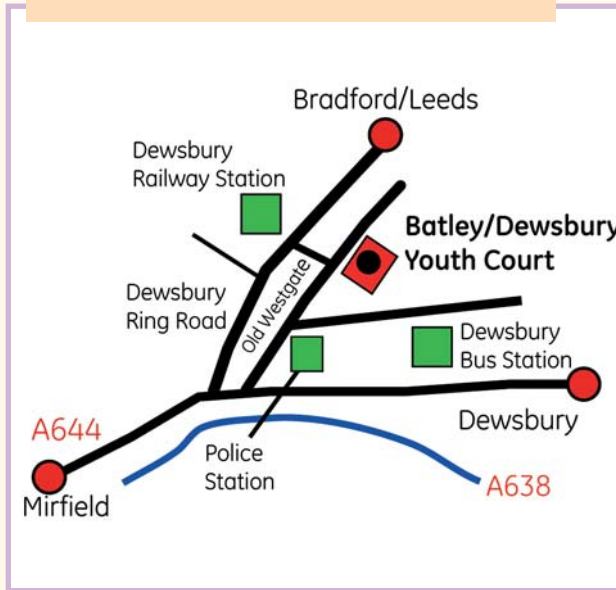 Bradford/Leeds
Dewsbury
Railway Station
Batley/Dewsbury
Youth Court
Dewsbury
Ring Road
Old Westgate
Dewsbury
Bus Station
Dewsbury
A644
Police
Station
A638
Mirfield